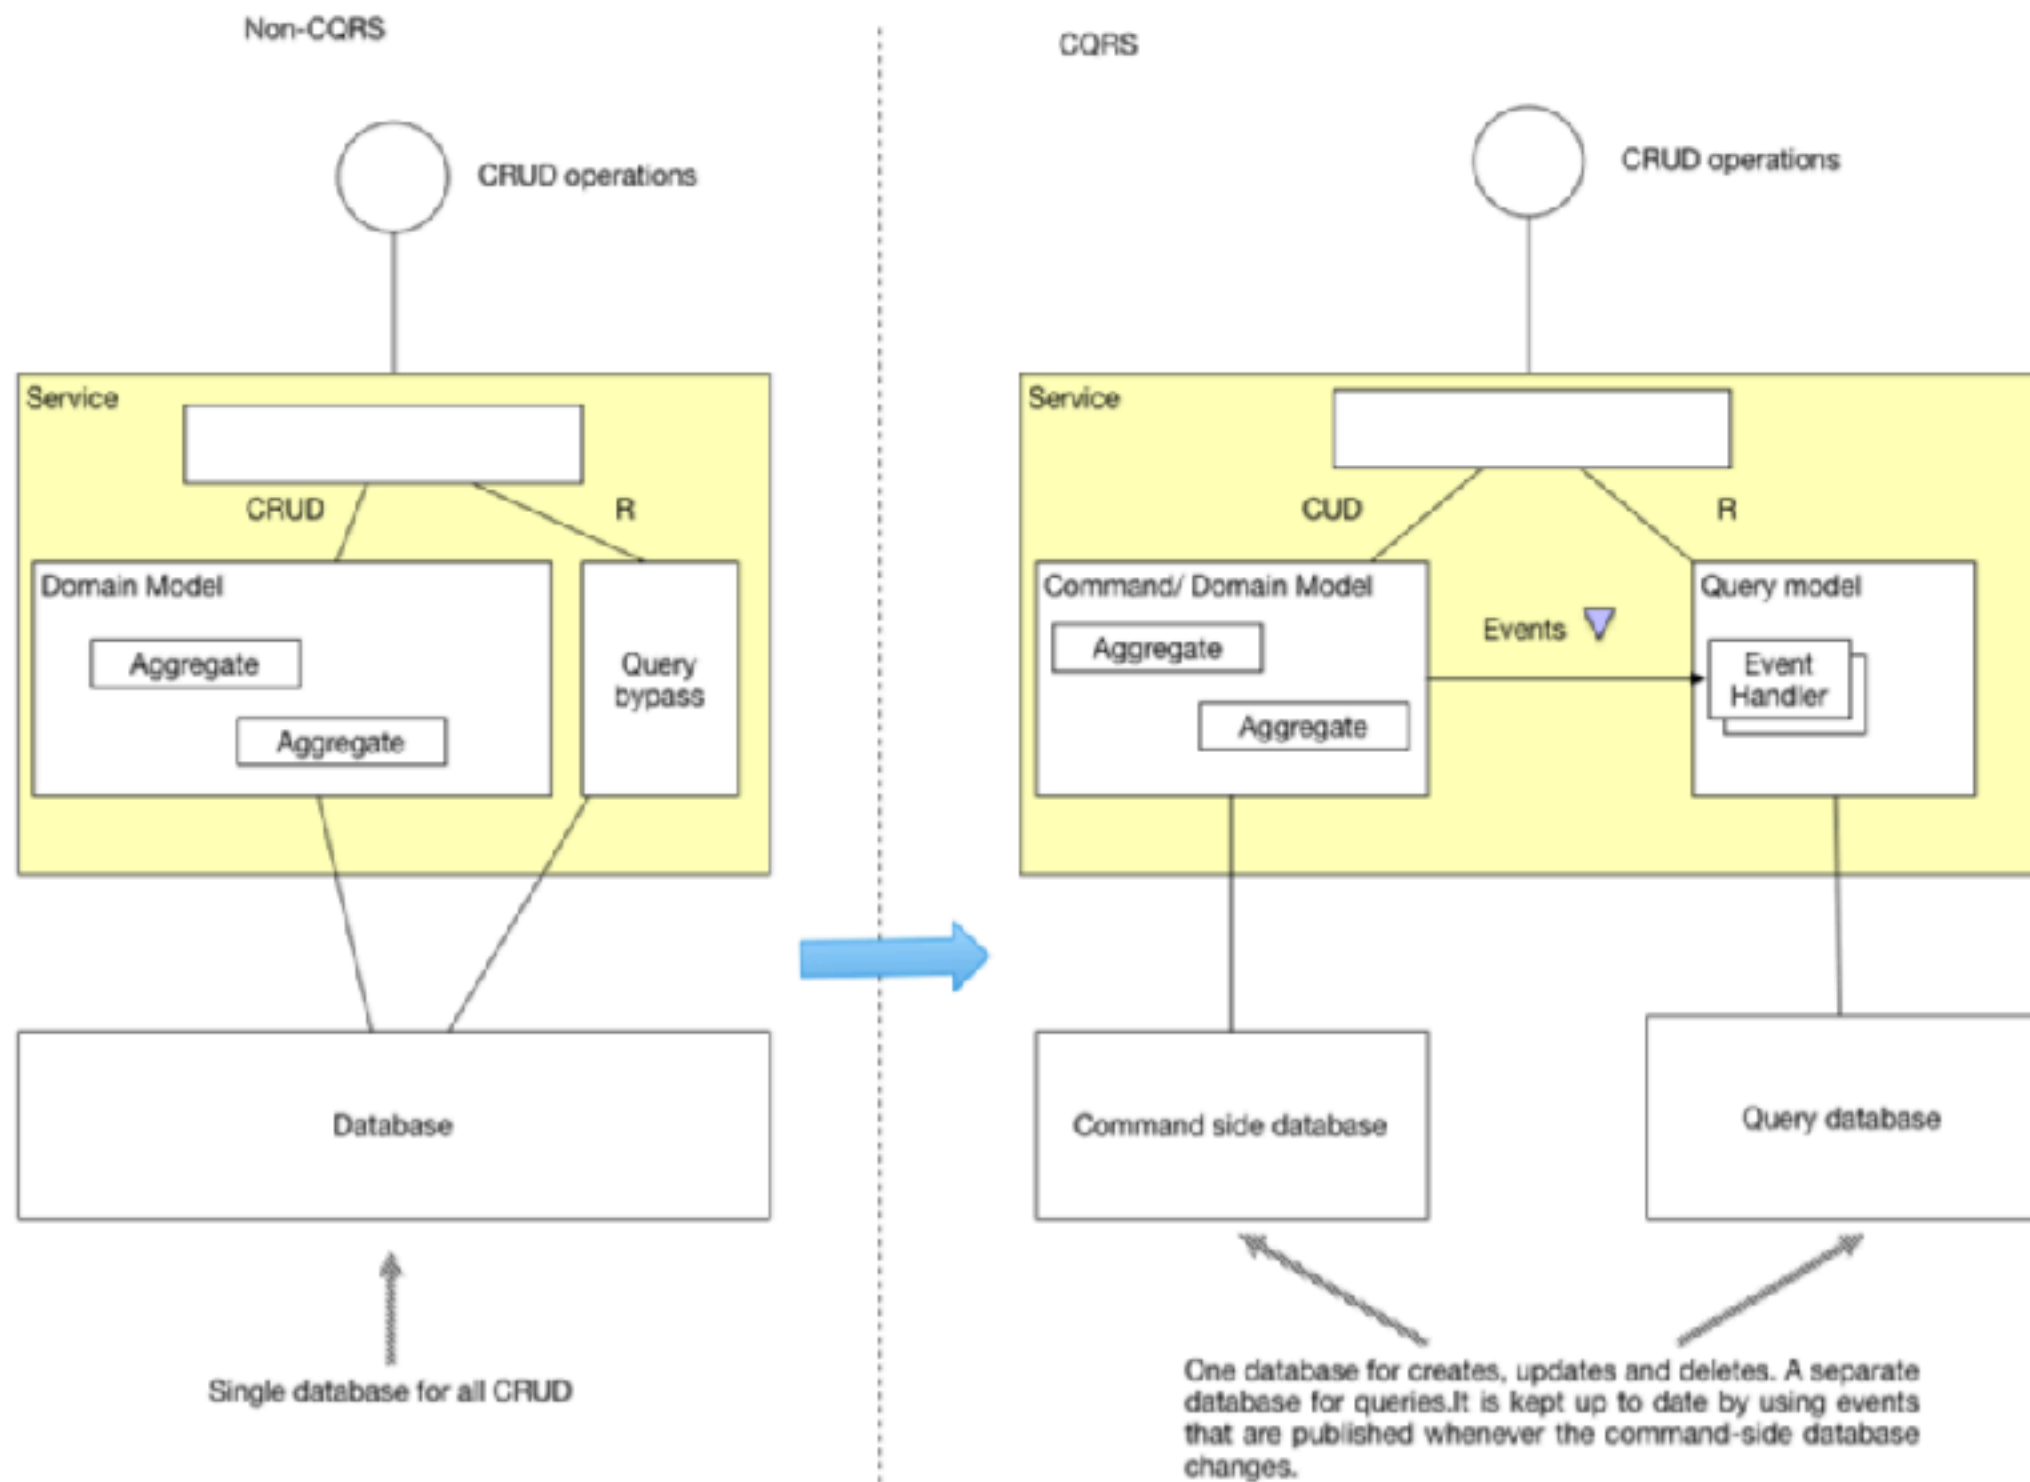 Non-CQRS
CRUD operations
Service
CRUD
R
Domain Model
Aggregate
Aggregate
Query
bypass
Database
Single database for all CRUD
CQRS
CRUD operations
Service
CUD
R
Command/ Domain Model
Aggregate
Aggregate
Events
Query model
Event
Handler
Command side database
Query database
One database for creates, updates and deletes. A separate
database for queries.It is kept up to date by using events
that are published whenever the command-side database
changes.